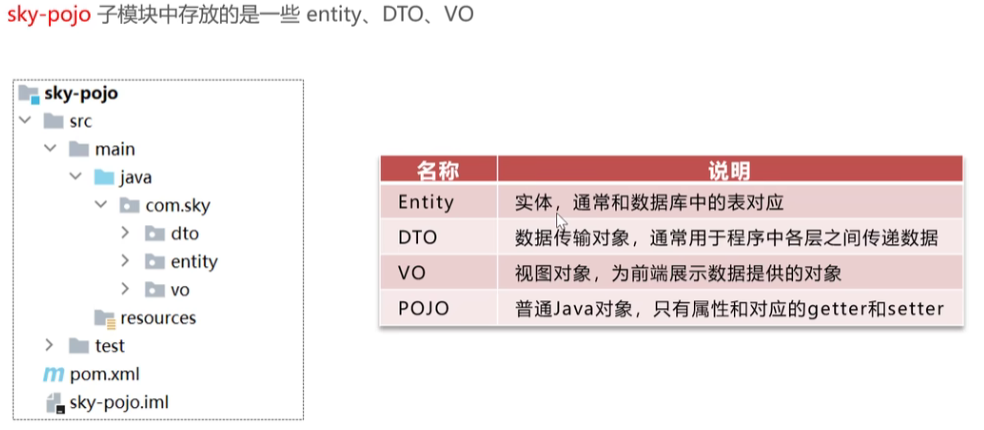 sky-pojo 子模块中存放的是一些 entity、DTO、VO
sky-pojo
src
main
java
com.sky
dto
entity
vo
resources
test
pom.xml
sky-pojo.iml
名称 说明
Entity 实体，通常和数据库中的表对应
DTO 数据传输对象，通常用于程序中各层之间传递数据
VO 视图对象，为前端展示数据提供的对象
POJO 普通Java对象，只有属性和对应的getter和setter